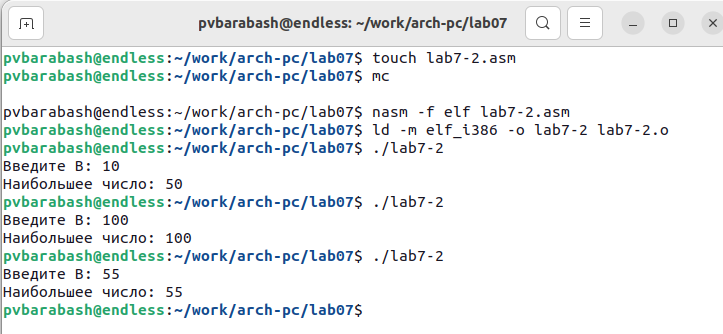 pvbarabash@endless: ~/work/arch-pc/lab07
pvbarabash@endless:~/work/arch-pc/lab07$ touch lab7-2.asm
pvbarabash@endless:~/work/arch-pc/lab07$ mc
pvbarabash@endless:~/work/arch-pc/lab07$ nasm -f elf lab7-2.asm
pvbarabash@endless:~/work/arch-pc/lab07$ ld -m elf_i386 -o lab7-2 lab7-2.o
pvbarabash@endless:~/work/arch-pc/lab07$ ./lab7-2
Введите В: 10
Наибольшее число: 50
pvbarabash@endless:~/work/arch-pc/lab07$ ./lab7-2
Введите В: 100
Наибольшее число: 100
pvbarabash@endless:~/work/arch-pc/lab07$ ./lab7-2
Введите В: 55
Наибольшее число: 55
pvbarabash@endless:~/work/arch-pc/lab07$